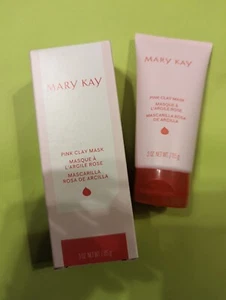 MARY KAY
PINK CLAY MASK
MASQUE À
L'ARGILE ROSE
MASCARILLA
ROSA DE ARCILLA
MARY KAY
PINK CLAY MASK
MASQUE À
L'ARGILE ROSE
MASCARILLA ROSA
DE ARCILLA